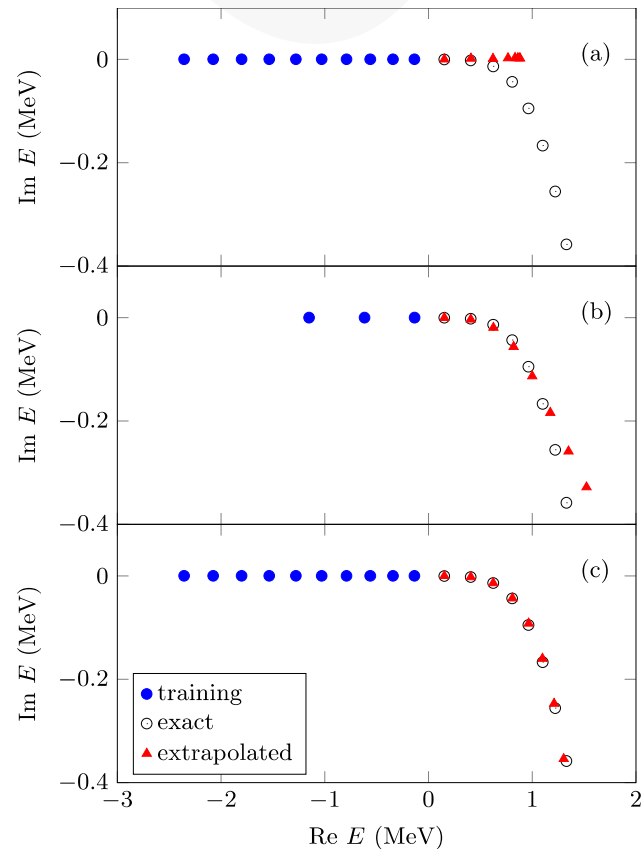 (a)
0
−0.2
−0.4
Im E (MeV)
(b)
0
−0.2
−0.4
Im E (MeV)
(c)
0
−0.2
−0.4
Im E (MeV)
training
exact
extrapolated
−3 −2 −1 0 1 2
Re E (MeV)